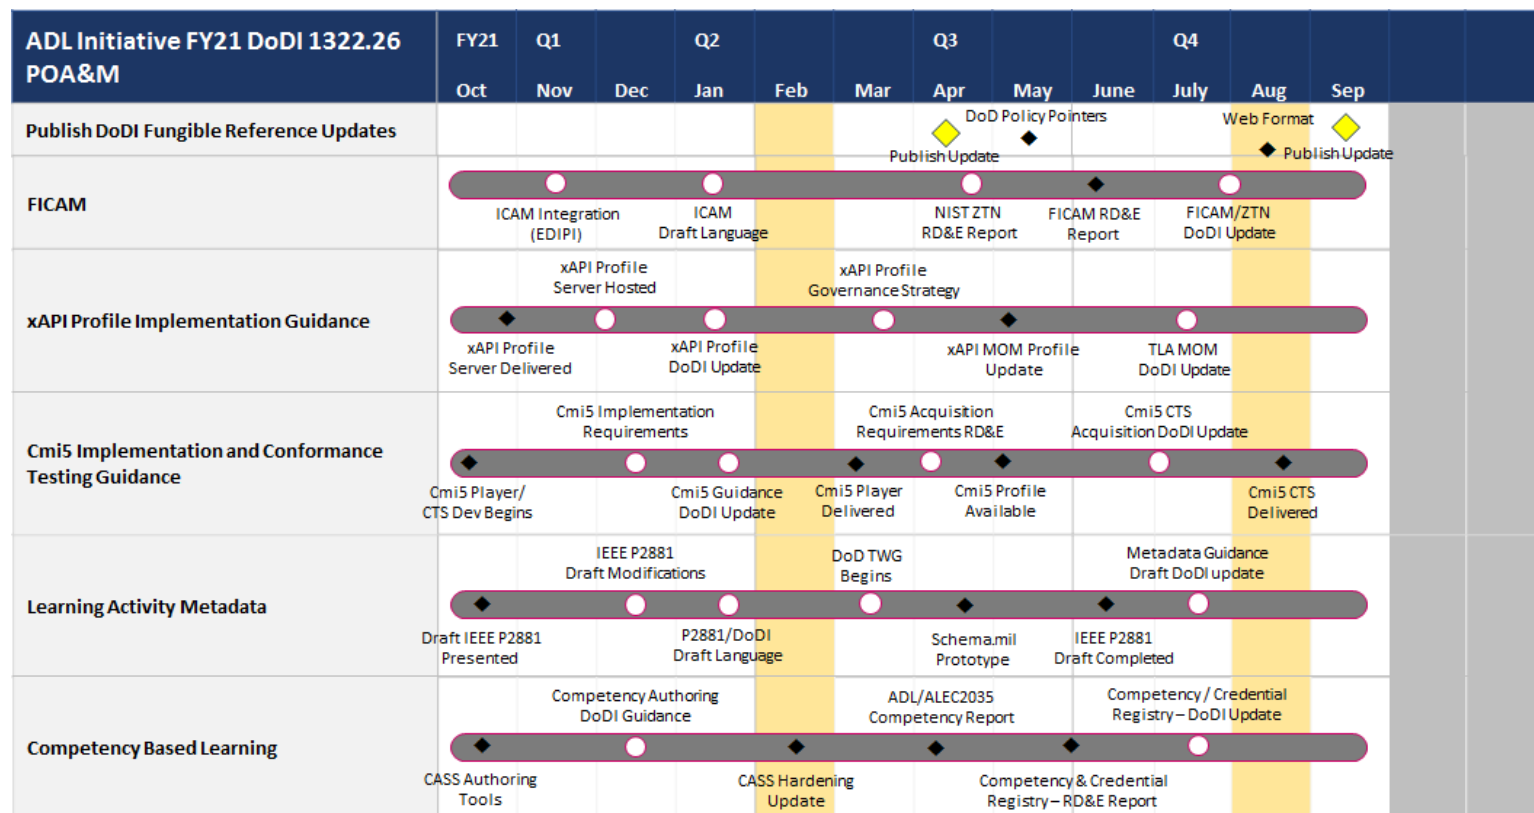 ADL Initiative FY21 DoDI 1322.26
POA&M
FY21 Q1 Q2 Q3 Q4
Oct Nov Dec Jan Feb Mar Apr May June July Aug Sep
Publish DoDI Fungible Reference Updates
DoD Policy Pointers
Web Format
Publish Update
Publish Update
FICAM
ICAM Integration
(EDIPI)
ICAM
Draft Language
NIST ZTN
RD&E Report
FICAM RD&E
Report
FICAM/ZTN
DoDI Update
xAPI Profile Implementation Guidance
xAPI Profile
Server Hosted
xAPI Profile
Governance Strategy
xAPI Profile
Server Delivered
xAPI Profile
DoDI Update
xAPI MOM Profile
Update
TLA MOM
DoDI Update
Cmi5 Implementation and Conformance
Testing Guidance
Cmi5 Implementation
Requirements
Cmi5 Acquisition
Requirements RD&E
Cmi5 CTS
Acquisition DoDI Update
Cmi5 Player/
CTS Dev Begins
Cmi5 Guidance
DoDI Update
Cmi5 Player
Delivered
Cmi5 Profile
Available
Cmi5 CTS
Delivered
Learning Activity Metadata
IEEE P2881
Draft Modifications
DoD TWG
Begins
Metadata Guidance
Draft DoDI update
Draft IEEE P2881
Presented
P2881/DoDI
Draft Language
Schema.mil
Prototype
IEEE P2881
Draft Completed
Competency Based Learning
Competency Authoring
DoDI Guidance
ADL/ALEC2035
Competency Report
Competency / Credential
Registry – DoDI Update
CASS Authoring
Tools
CASS Hardening
Update
Competency & Credential
Registry – RD&E Report